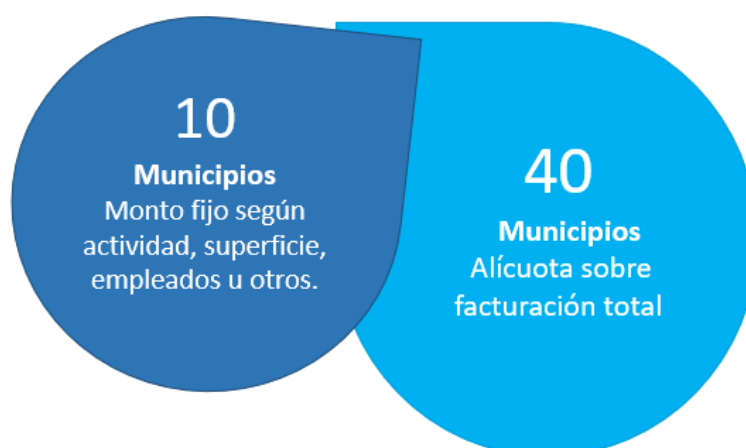 10
Municipios
Monto fijo según
actividad, superficie,
empleados u otros.
40
Municipios
Alícuota sobre
facturación total